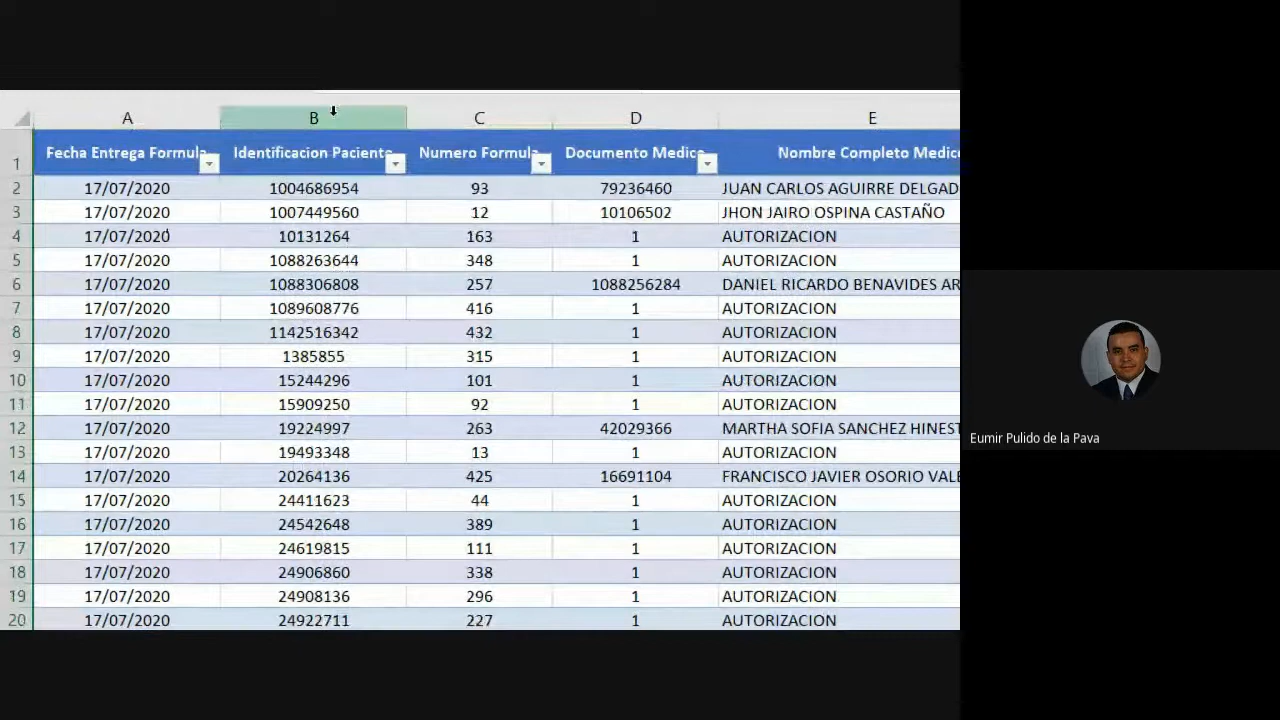 A B C D E
1 Fecha Entrega Formula Identificacion Paciente Numero Formula Documento Medico Nombre Completo Medico
2 17/07/2020 1004686954 93 79236460 JUAN CARLOS AGUIRRE DELGAD
3 17/07/2020 1007449560 12 10106502 JHON JAIRO OSPINA CASTAÑO
4 17/07/2020 10131264 163 1 AUTORIZACION
5 17/07/2020 1088263644 348 1 AUTORIZACION
6 17/07/2020 1088306808 257 1088256284 DANIEL RICARDO BENAVIDES AR
7 17/07/2020 1089608776 416 1 AUTORIZACION
8 17/07/2020 1142516342 432 1 AUTORIZACION
9 17/07/2020 1385855 315 1 AUTORIZACION
10 17/07/2020 15244296 101 1 AUTORIZACION
11 17/07/2020 15909250 92 1 AUTORIZACION
12 17/07/2020 19224997 263 42029366 MARTHA SOFIA SANCHEZ HINEST
13 17/07/2020 19493348 13 1 AUTORIZACION
14 17/07/2020 20264136 425 16691104 FRANCISCO JAVIER OSORIO VALE
15 17/07/2020 24411623 44 1 AUTORIZACION
16 17/07/2020 24542648 389 1 AUTORIZACION
17 17/07/2020 24619815 111 1 AUTORIZACION
18 17/07/2020 24906860 338 1 AUTORIZACION
19 17/07/2020 24908136 296 1 AUTORIZACION
20 17/07/2020 24922711 227 1 AUTORIZACION
Eumir Pulido de la Pava